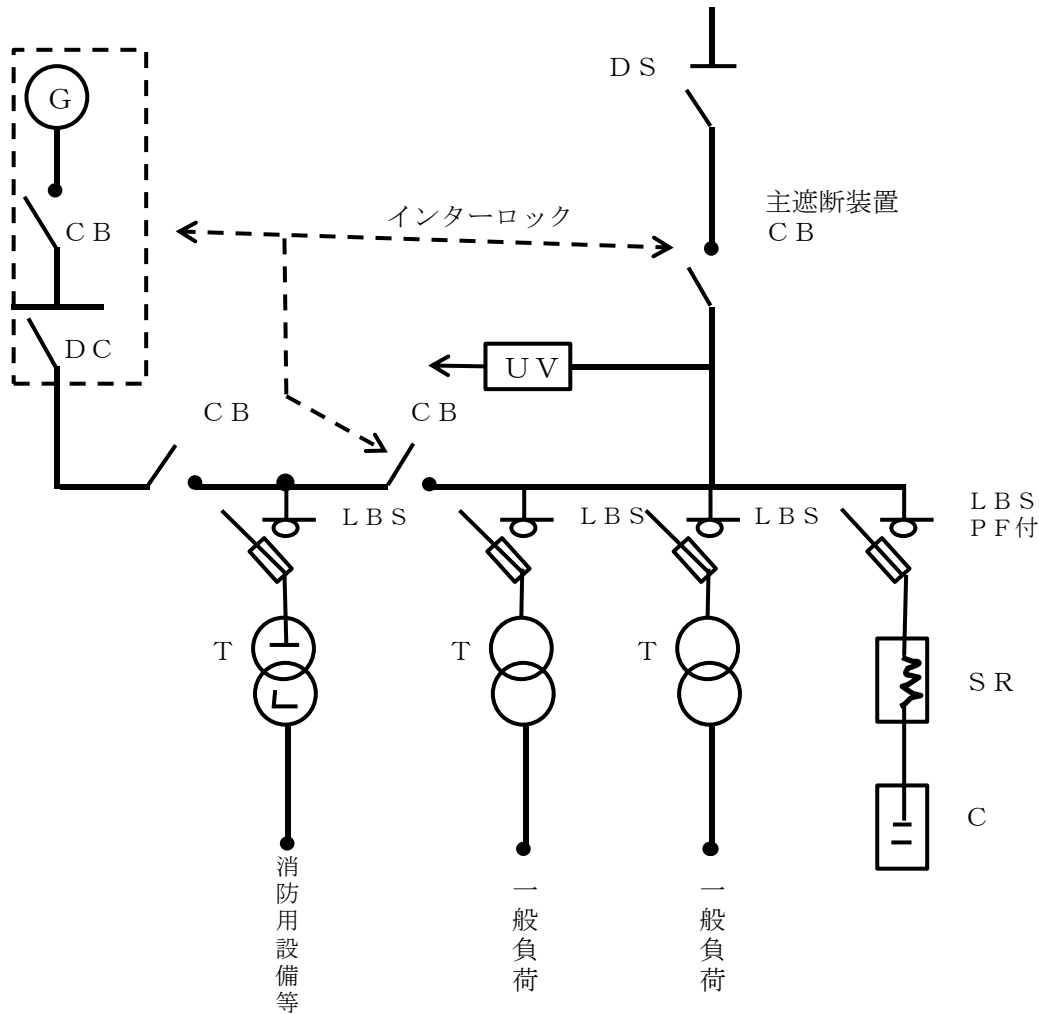 ＤＳ
Ｇ
主遮断装置
ＣＢ
インターロック
ＣＢ
ＤＣ
ＵＶ
ＣＢ
ＣＢ
ＬＢＳ
ＬＢＳ
ＬＢＳ
ＬＢＳ
ＰＦ付
Ｔ
Ｔ
Ｔ
ＳＲ
Ｃ
消防用設備等
一般負荷
一般負荷